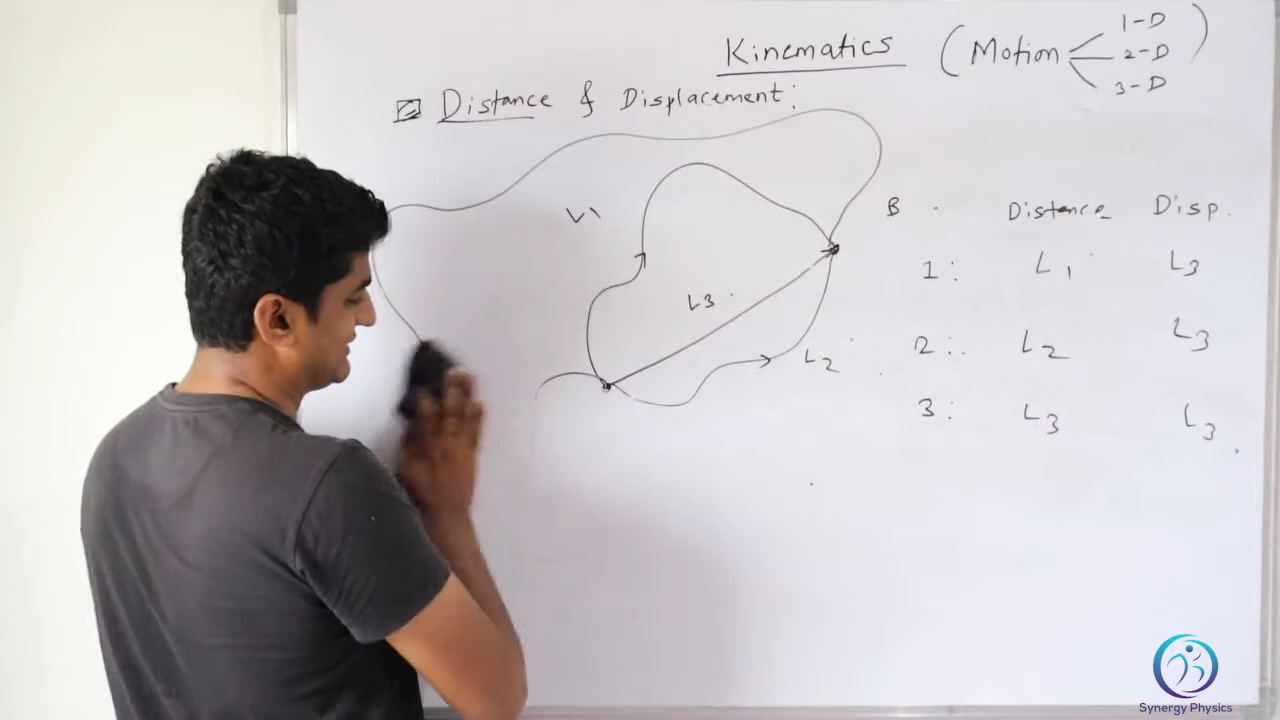 Kinematics (Motion 1-D
2-D
3-D)
Distance & Displacement:
L1
L3
L2
B
Distance Disp.
1: L1 L3
2: L2 L3
3: L3 L3
Synergy Physics